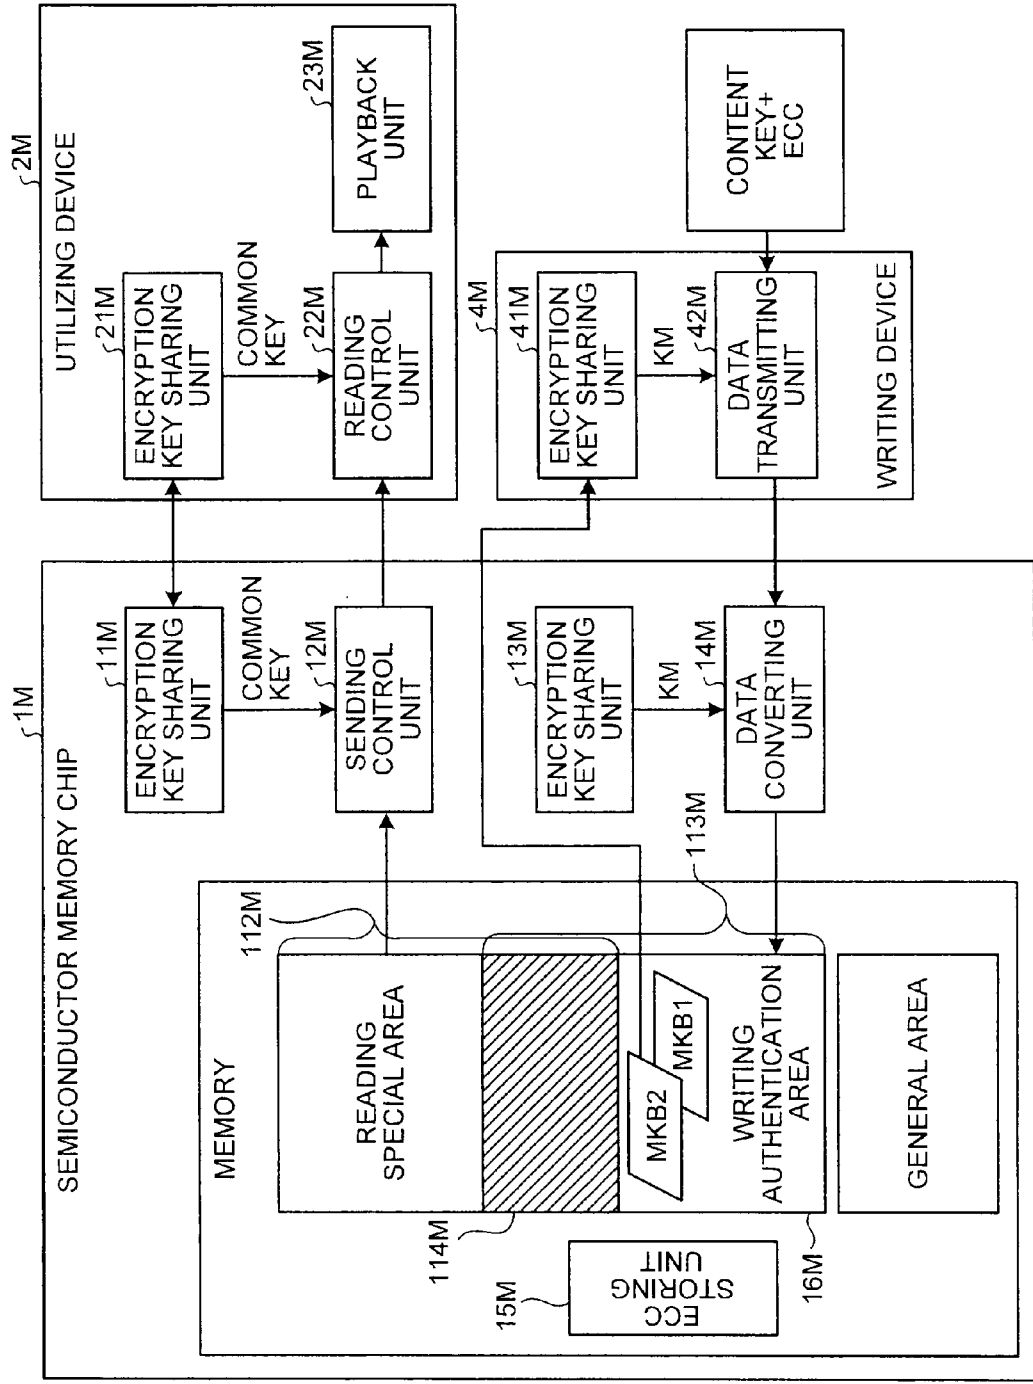 SEMICONDUCTOR MEMORY CHIP
1M
MEMORY
15M
ECC
STORING
UNIT
114M
READING
SPECIAL AREA
112M
MKB2
MKB1
WRITING
AUTHENTICATION
AREA
113M
16M
GENERAL AREA
11M
ENCRYPTION
KEY SHARING
UNIT
COMMON
KEY
12M
SENDING
CONTROL
UNIT
13M
ENCRYPTION
KEY SHARING
UNIT
KM
14M
DATA
CONVERTING
UNIT
2M
UTILIZING DEVICE
21M
ENCRYPTION
KEY SHARING
UNIT
COMMON
KEY
22M
READING
CONTROL
UNIT
23M
PLAYBACK
UNIT
4M
41M
ENCRYPTION
KEY SHARING
UNIT
KM
42M
DATA
TRANSMITTING
UNIT
WRITING DEVICE
CONTENT
KEY+
ECC